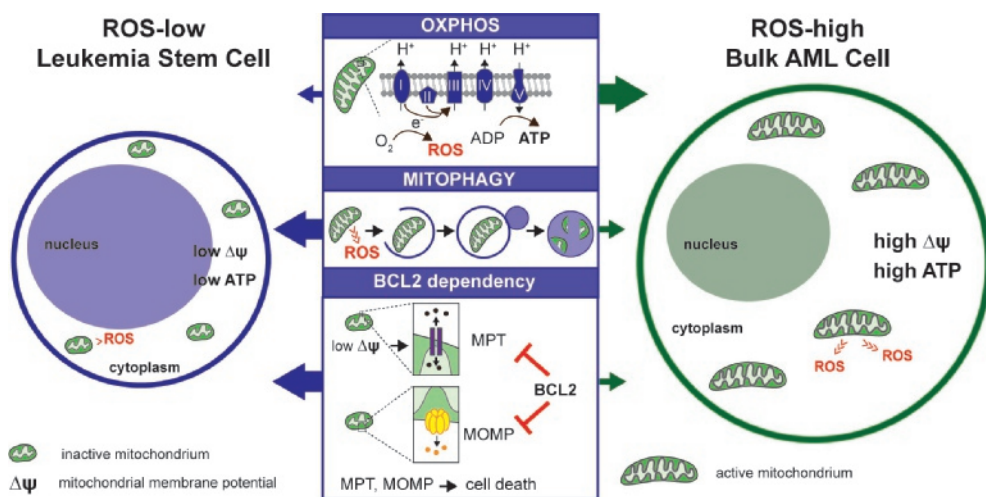 ROS-low
Leukemia Stem Cell
nucleus
low ΔΨ
low ATP
>ROS
cytoplasm
inactive mitochondrium
ΔΨ mitochondrial membrane potential
OXPHOS
H+ H+ H+ H+
I II III IV V
e-
O2 ROS ADP ATP
MITOPHAGY
ROS
BCL2 dependency
low ΔΨ MPT
BCL2
MOMP
MPT, MOMP → cell death
ROS-high
Bulk AML Cell
nucleus
high ΔΨ
high ATP
cytoplasm
ROS ROS
active mitochondrium